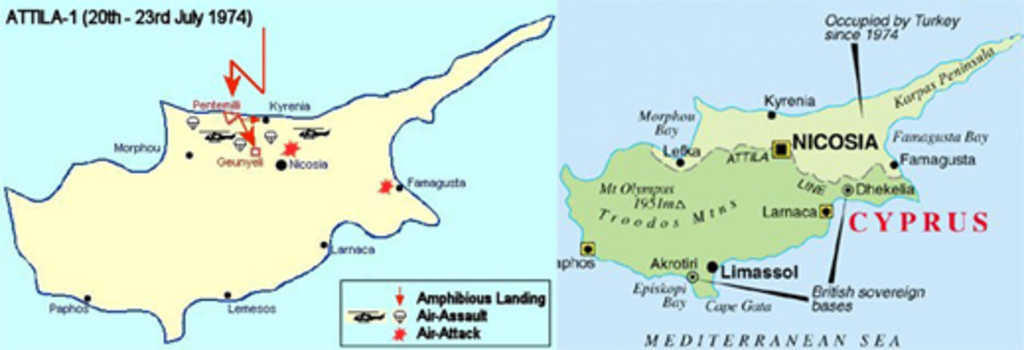 ATTILA-1 (20th - 23rd July 1974)
Pentemilli
Kyrenia
Morphou
Geunyeli
Nicosia
Famagusta
Larnaca
Paphos
Lemesos
Amphibious Landing
Air-Assault
Air-Attack
Occupied by Turkey
since 1974
Karpas Peninsula
Kyrenia
Morphou
Bay
NICOSIA
Famagusta Bay
Lefka
ATTILA
Famagusta
LINE
Dhekelia
Mt Olympus
1951m
Troodos Mtns
Larnaca
CYPRUS
aphos
Akrotiri
Limassol
Episkopi
Bay
Cape Gata
British sovereign
bases
MEDITERRANEAN SEA